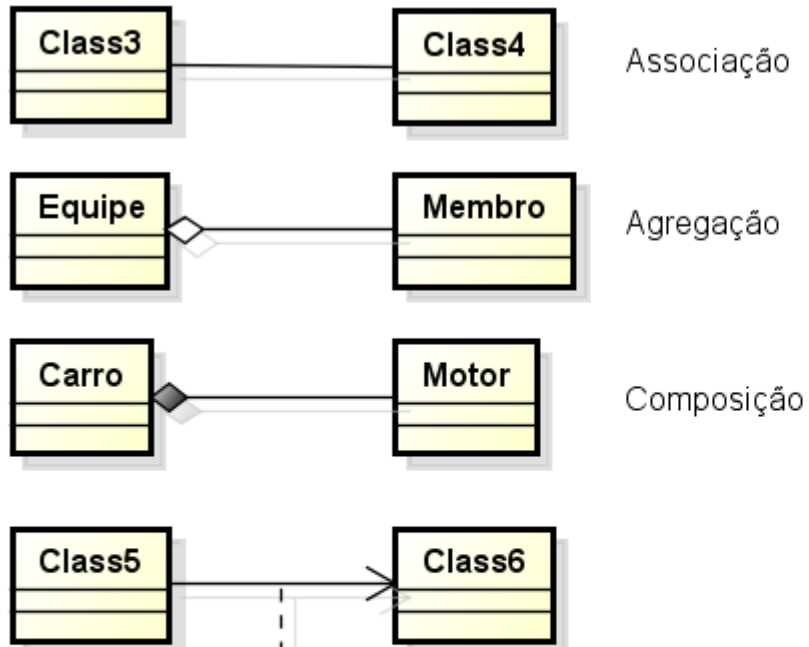 Class3 Class4 Associação
Equipe Membro Agregação
Carro Motor Composição
Class5 Class6